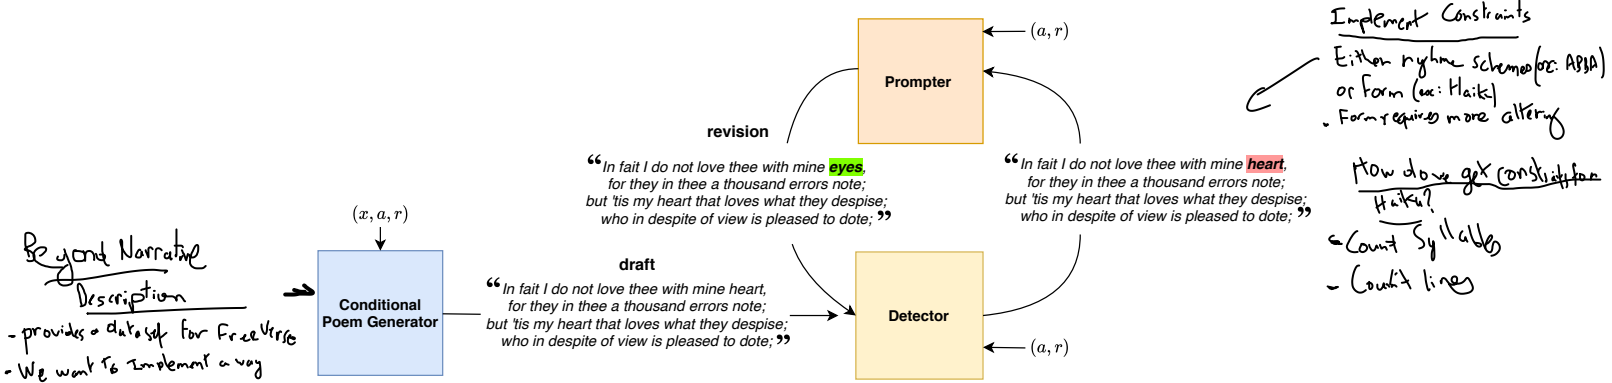 Beyond Narrative
Description
- provides a dataset for Free Verse
- We want to Implement a way
(x, a, r)
Conditional
Poem Generator
draft
“In fait I do not love thee with mine heart,
for they in thee a thousand errors note;
but 'tis my heart that loves what they despise;
who in despite of view is pleased to dote;”
revision
“In fait I do not love thee with mine eyes,
for they in thee a thousand errors note;
but 'tis my heart that loves what they despise;
who in despite of view is pleased to dote;”
Prompter
(a, r)
Detector
(a, r)
“In fait I do not love thee with mine heart,
for they in thee a thousand errors note;
but 'tis my heart that loves what they despise;
who in despite of view is pleased to dote;”
Implement Constraints
Either ryhme schemes (ex: ABBA)
or Form (ex: Haiku)
- Form requires more altering
How do we get constraints for
Haiku?
- Count Syllables
- Count lines